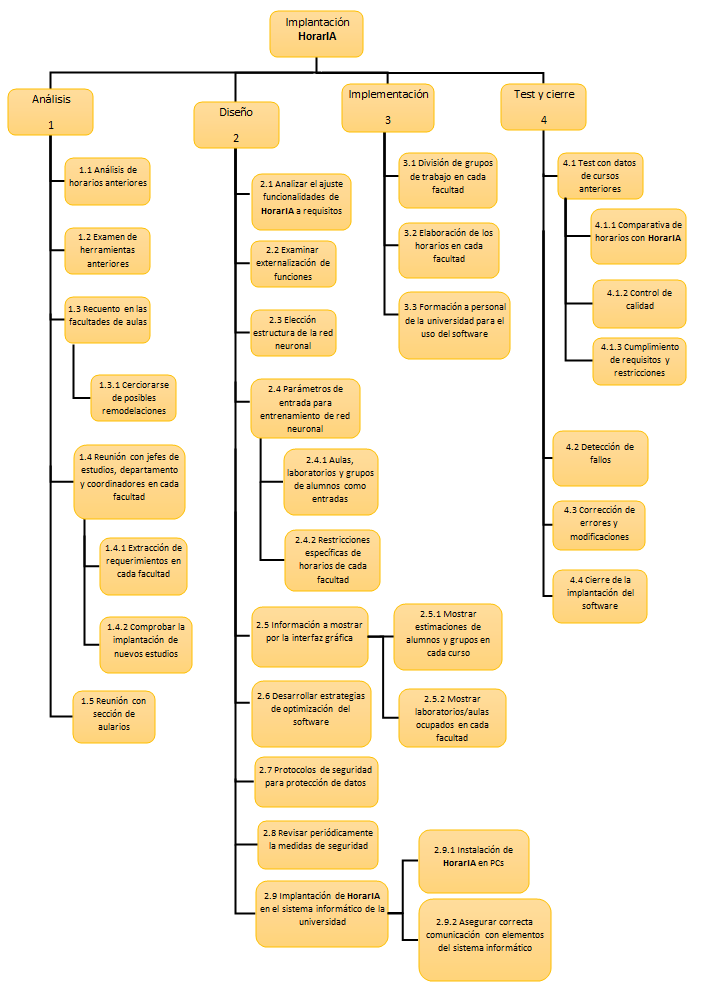 Implantación
HorarIA
Análisis
1
1.1 Análisis de
horarios anteriores
1.2 Examen de
herramientas
anteriores
1.3 Recuento en las
facultades de aulas
1.3.1 Cerciorarse
de posibles
remodelaciones
1.4 Reunión con jefes de
estudios, departamento
y coordinadores en cada
facultad
1.4.1 Extracción de
requerimientos en
cada facultad
1.4.2 Comprobar la
implantación de
nuevos estudios
1.5 Reunión con
sección de
aularios
Diseño
2
2.1 Analizar el ajuste
funcionalidades de
HorarIA a requisitos
2.2 Examinar
externalización de
funciones
2.3 Elección
estructura de la red
neuronal
2.4 Parámetros de
entrada para
entrenamiento de red
neuronal
2.4.1 Aulas,
laboratorios y grupos
de alumnos como
entradas
2.4.2 Restricciones
específicas de
horarios de cada
facultad
2.5 Información a mostrar
por la interfaz gráfica
2.5.1 Mostrar
estimaciones de
alumnos y grupos en
cada curso
2.5.2 Mostrar
laboratorios/aulas
ocupados en cada
facultad
2.6 Desarrollar estrategias
de optimización del
software
2.7 Protocolos de seguridad
para protección de datos
2.8 Revisar periódicamente
la medidas de seguridad
2.9 Implantación de HorarIA
en el sistema informático de la
universidad
2.9.1 Instalación de
HorarIA en PCs
2.9.2 Asegurar correcta
comunicación con elementos
del sistema informático
Implementación
3
3.1 División de grupos
de trabajo en cada
facultad
3.2 Elaboración de los
horarios en cada
facultad
3.3 Formación a personal
de la universidad para el
uso del software
Test y cierre
4
4.1 Test con datos
de cursos
anteriores
4.1.1 Comparativa de
horarios con HorarIA
4.1.2 Control de
calidad
4.1.3 Cumplimiento
de requisitos y
restricciones
4.2 Detección de
fallos
4.3 Corrección de
errores y
modificaciones
4.4 Cierre de la
implantación del
software